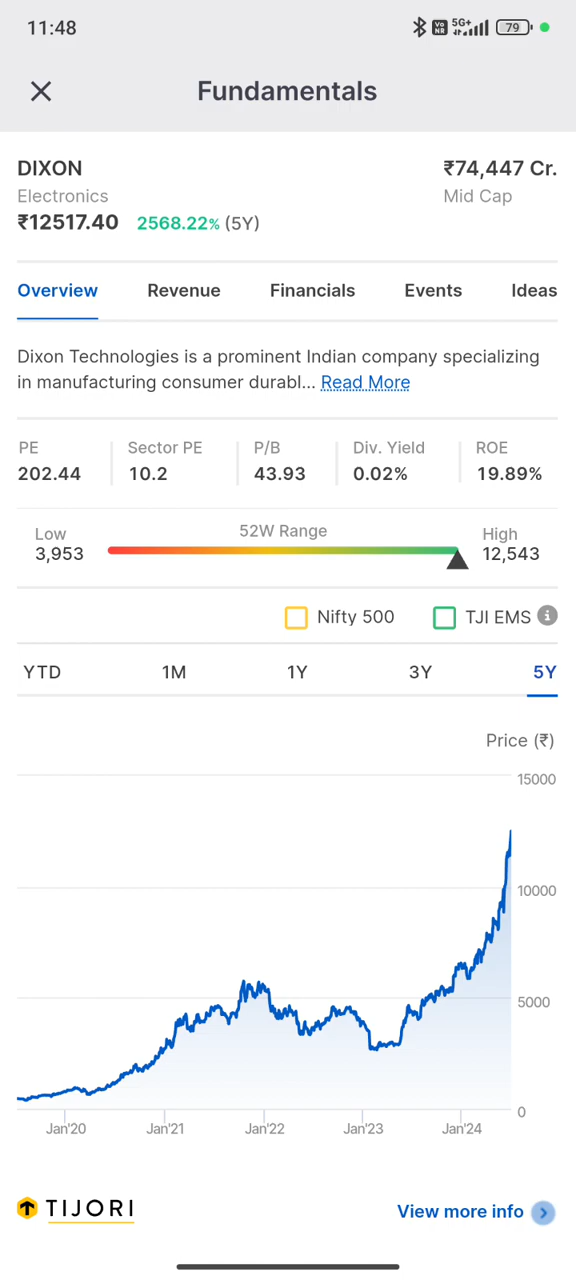 11:48
Vo NR 5G+ 79
Fundamentals
DIXON ₹74,447 Cr.
Electronics Mid Cap
₹12517.40 2568.22% (5Y)
Overview Revenue Financials Events Ideas
Dixon Technologies is a prominent Indian company specializing
in manufacturing consumer durabl... Read More
PE Sector PE P/B Div. Yield ROE
202.44 10.2 43.93 0.02% 19.89%
Low 52W Range High
3,953 12,543
Nifty 500 TJI EMS i
YTD 1M 1Y 3Y 5Y
Price (₹)
15000
10000
5000
0
Jan'20 Jan'21 Jan'22 Jan'23 Jan'24
TIJORI View more info